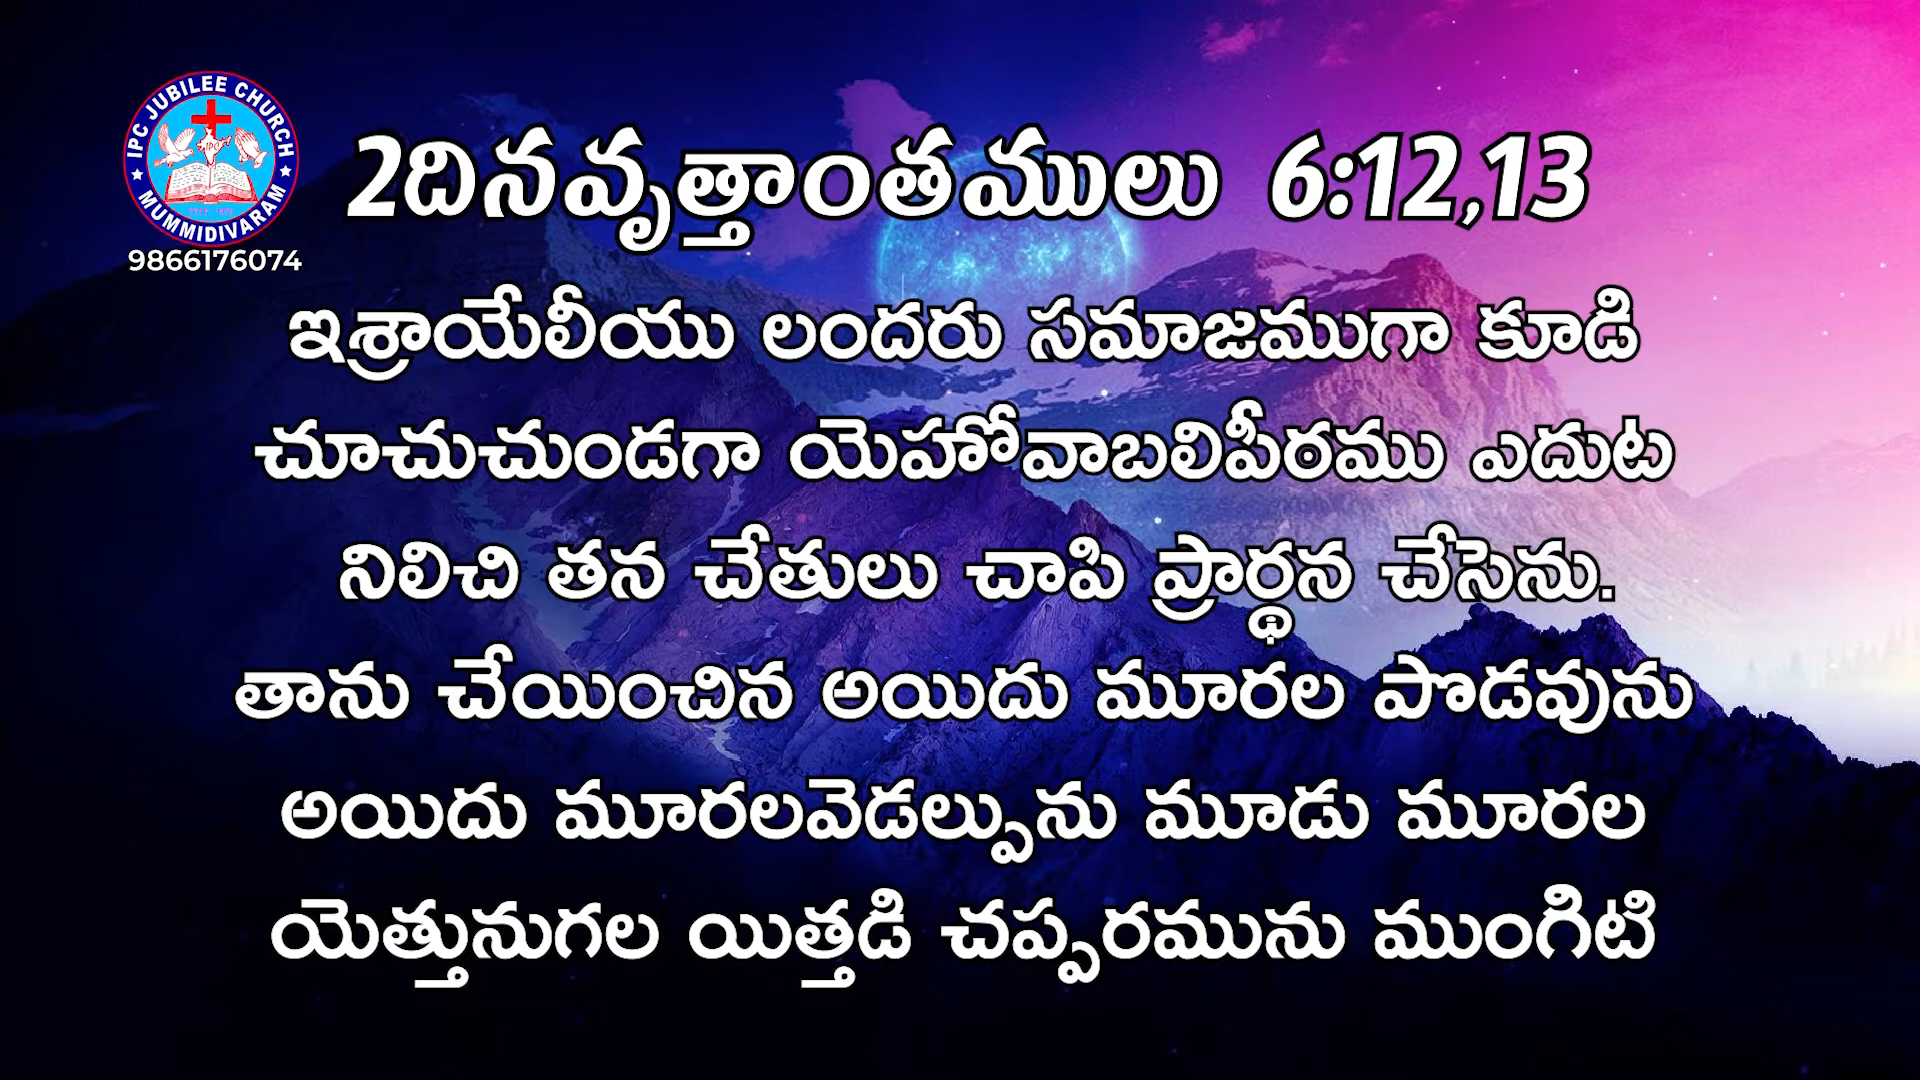 IPC JUBILEE CHURCH
IPC
MUMMIDIVARAM
9866176074
2దినవృత్తాంతములు 6:12,13
ఇశ్రాయేలీయు లందరు సమాజముగా కూడి
చూచుచుండగా యెహోవాబలిపీఠము ఎదుట
నిలిచి తన చేతులు చాపి ప్రార్థన చేసెను.
తాను చేయించిన అయిదు మూరల పొడవును
అయిదు మూరలవెడల్పును మూడు మూరల
యెత్తునుగల యిత్తడి చప్పరమును ముంగిటి